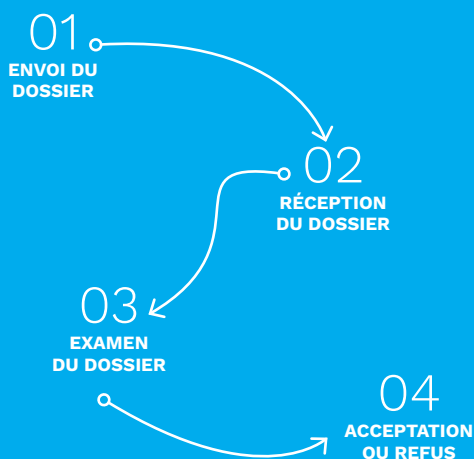 01
ENVOI DU
DOSSIER
02
RÉCEPTION
DU DOSSIER
03
EXAMEN
DU DOSSIER
04
ACCEPTATION
OU REFUS